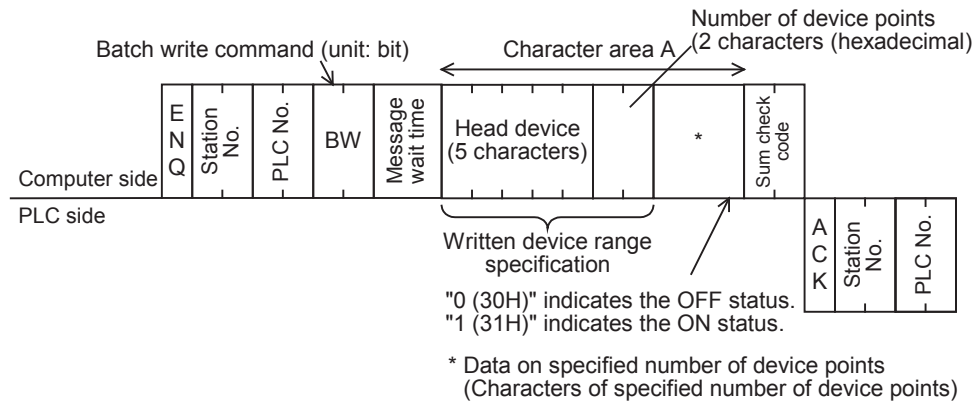 Number of device points
(2 characters (hexadecimal)
Batch write command (unit: bit)
Character area A
ENQ
Station No.
PLC No.
BW
Message wait time
Head device
(5 characters)
*
Sum check code
Computer side
PLC side
Written device range
specification
ACK
Station No.
PLC No.
"0 (30H)" indicates the OFF status.
"1 (31H)" indicates the ON status.
* Data on specified number of device points
(Characters of specified number of device points)